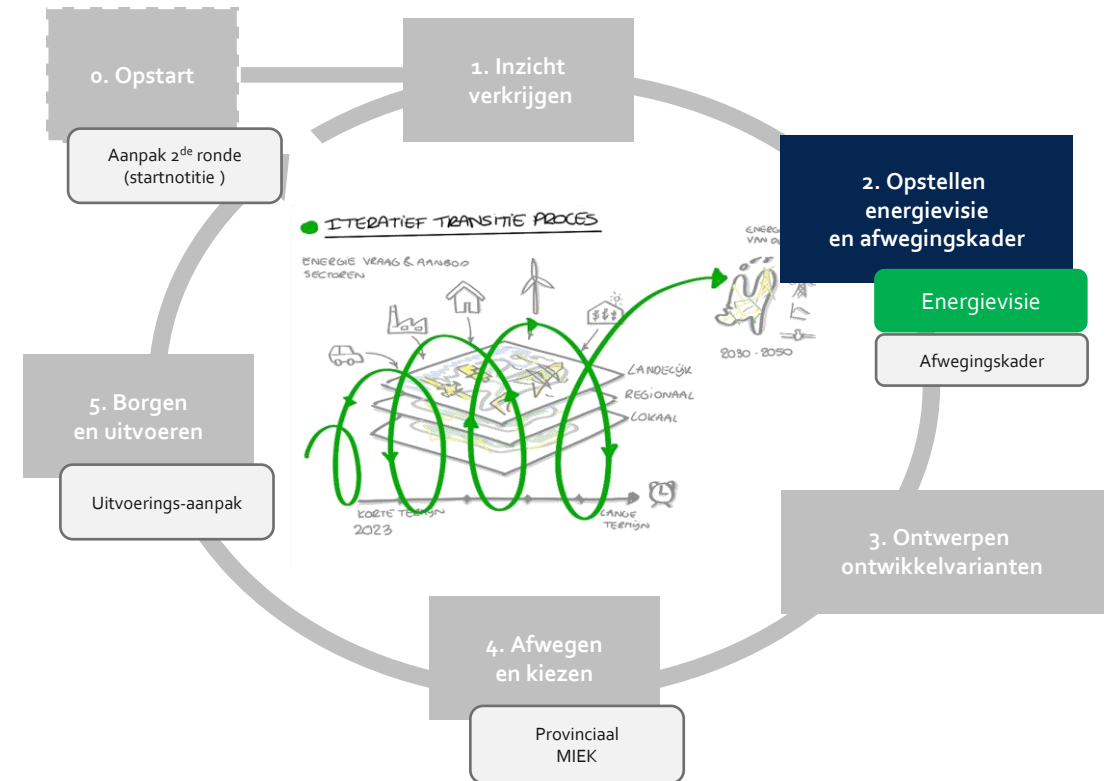 0. Opstart
Aanpak 2de ronde
(startnotitie )
1. Inzicht
verkrijgen
2. Opstellen
energievisie
en afwegingskader
Energievisie
Afwegingskader
3. Ontwerpen
ontwikkelvarianten
4. Afwegen
en kiezen
Provinciaal
MIEK
5. Borgen
en uitvoeren
Uitvoerings-aanpak
ITERATIEF TRANSITIE PROCES
ENERGIE VRAAG & AANBOD
SECTOREN
$$$
LANDELIJK
REGIONAAL
LOKAAL
KORTE TERMIJN
2023
LANGE
TERMIJN
VAN
2030-2050